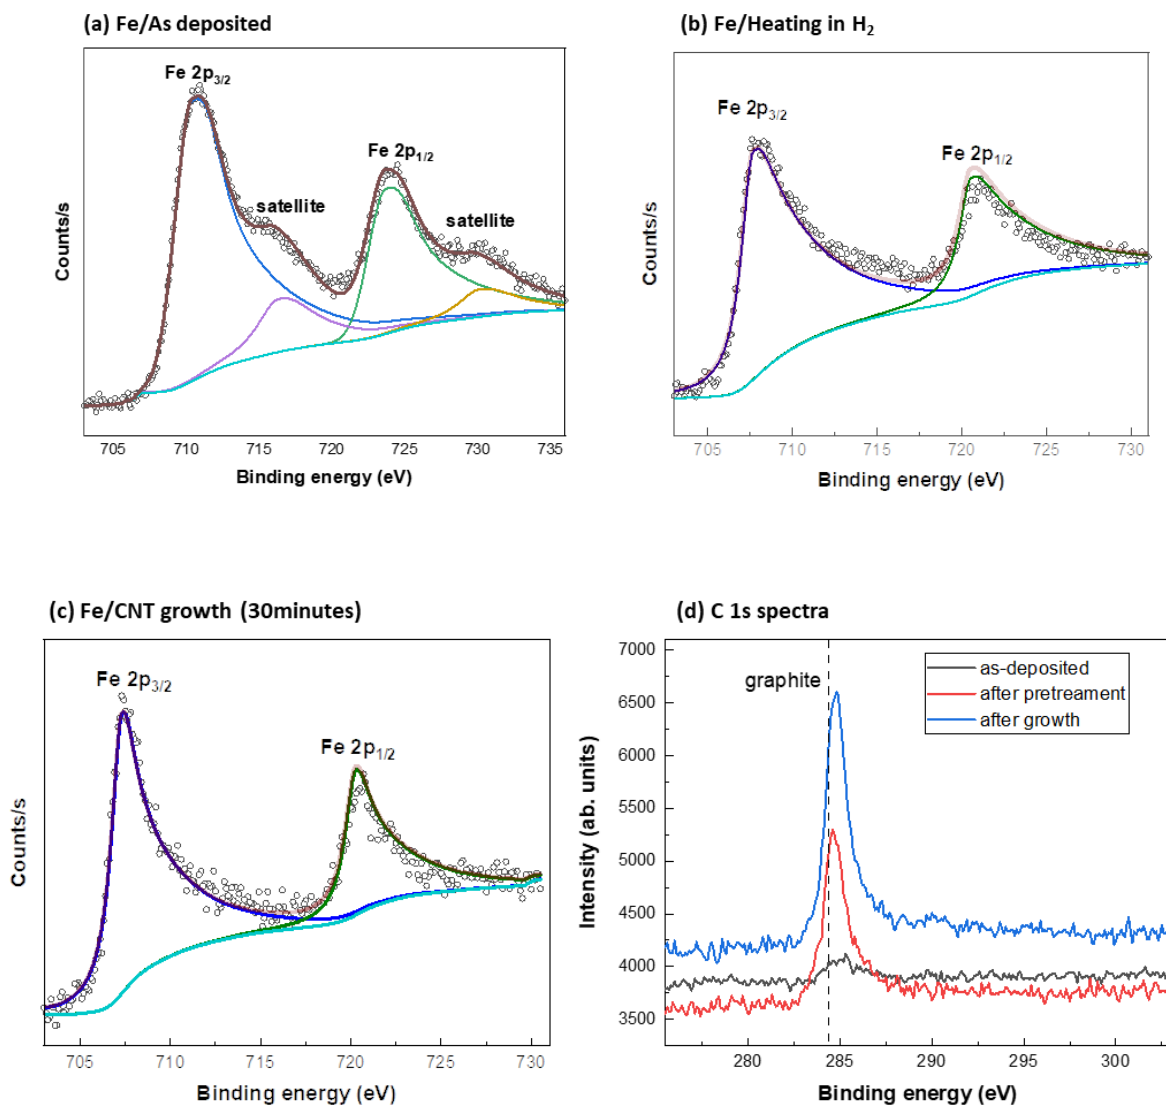 (a) Fe/As deposited
Fe 2p3/2
Fe 2p1/2
satellite
satellite
Counts/s
705 710 715 720 725 730 735
Binding energy (eV)
(b) Fe/Heating in H2
Fe 2p3/2
Fe 2p1/2
Counts/s
705 710 715 720 725 730
Binding energy (eV)
(c) Fe/CNT growth (30minutes)
Fe 2p3/2
Fe 2p1/2
Counts/s
705 710 715 720 725 730
Binding energy (eV)
(d) C 1s spectra
7000
6500
6000
5500
5000
4500
4000
3500
Intensity (ab. units)
graphite
as-deposited
after pretreament
after growth
280 285 290 295 300
Binding energy (eV)